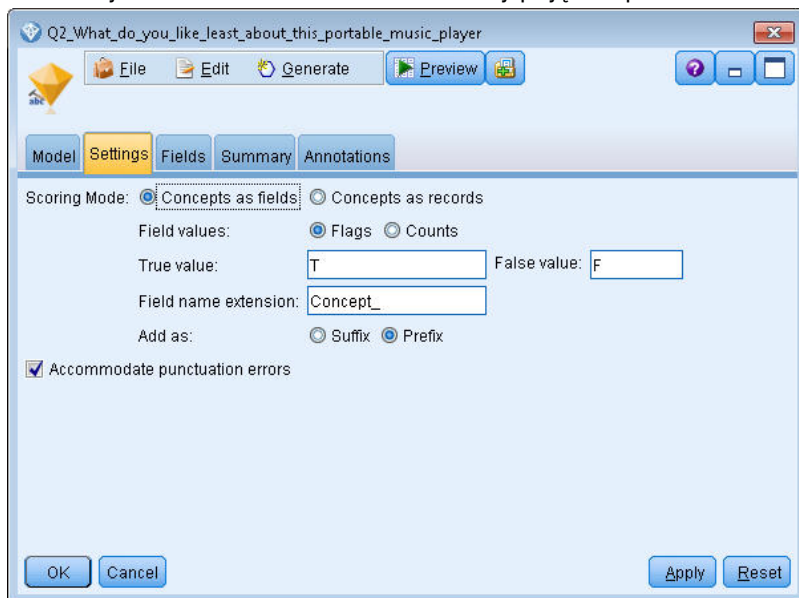 Q2_What_do_you_like_least_about_this_portable_music_player
File Edit Generate Preview
abc
Model Settings Fields Summary Annotations
Scoring Mode: Concepts as fields Concepts as records
Field values: Flags Counts
True value: T False value: F
Field name extension: Concept_
Add as: Suffix Prefix
Accommodate punctuation errors
OK Cancel Apply Reset